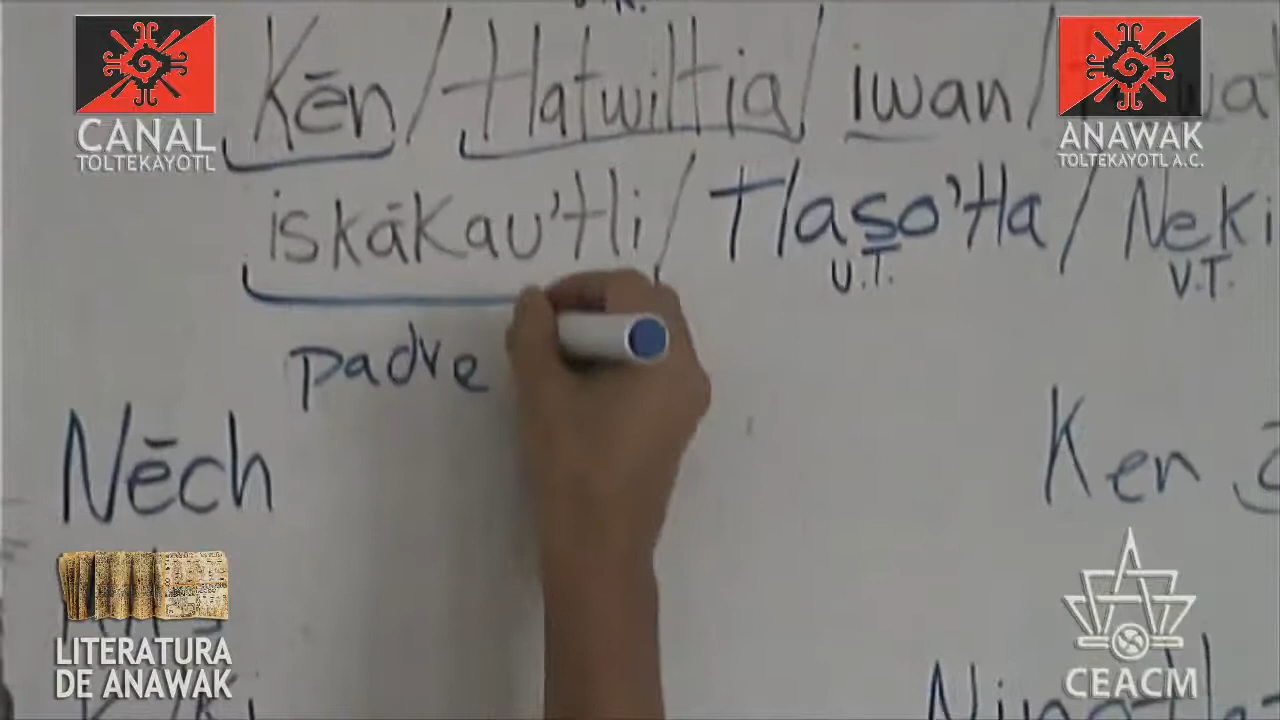 Kēn / tlatwiltia / iwan /
iskākau'tli / tlaso'tla / Neki
V.T. V.T.
padre
Nēch
Ken
CANAL
TOLTEKAYOTL
ANAWAK
TOLTEKAYOTL A.C.
LITERATURA
DE ANAWAK
CEACM